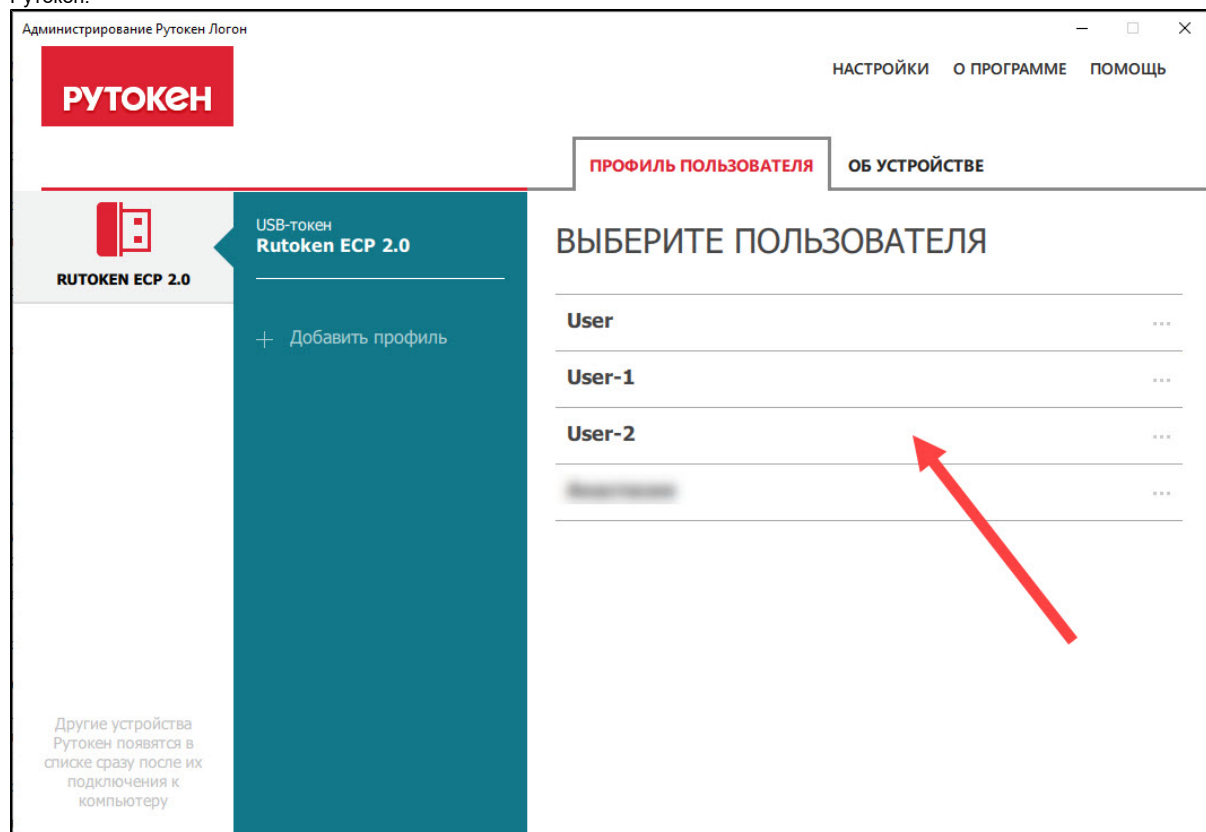 Рутокен.
Администрирование Рутокен Логон
РУТОКЕН
НАСТРОЙКИ О ПРОГРАММЕ ПОМОЩЬ
ПРОФИЛЬ ПОЛЬЗОВАТЕЛЯ ОБ УСТРОЙСТВЕ
RUTOKEN ECP 2.0
USB-токен
Rutoken ECP 2.0
+ Добавить профиль
ВЫБЕРИТЕ ПОЛЬЗОВАТЕЛЯ
User ...
User-1 ...
User-2 ...
...
Другие устройства
Рутокен появятся в
списке сразу после их
подключения к
компьютеру